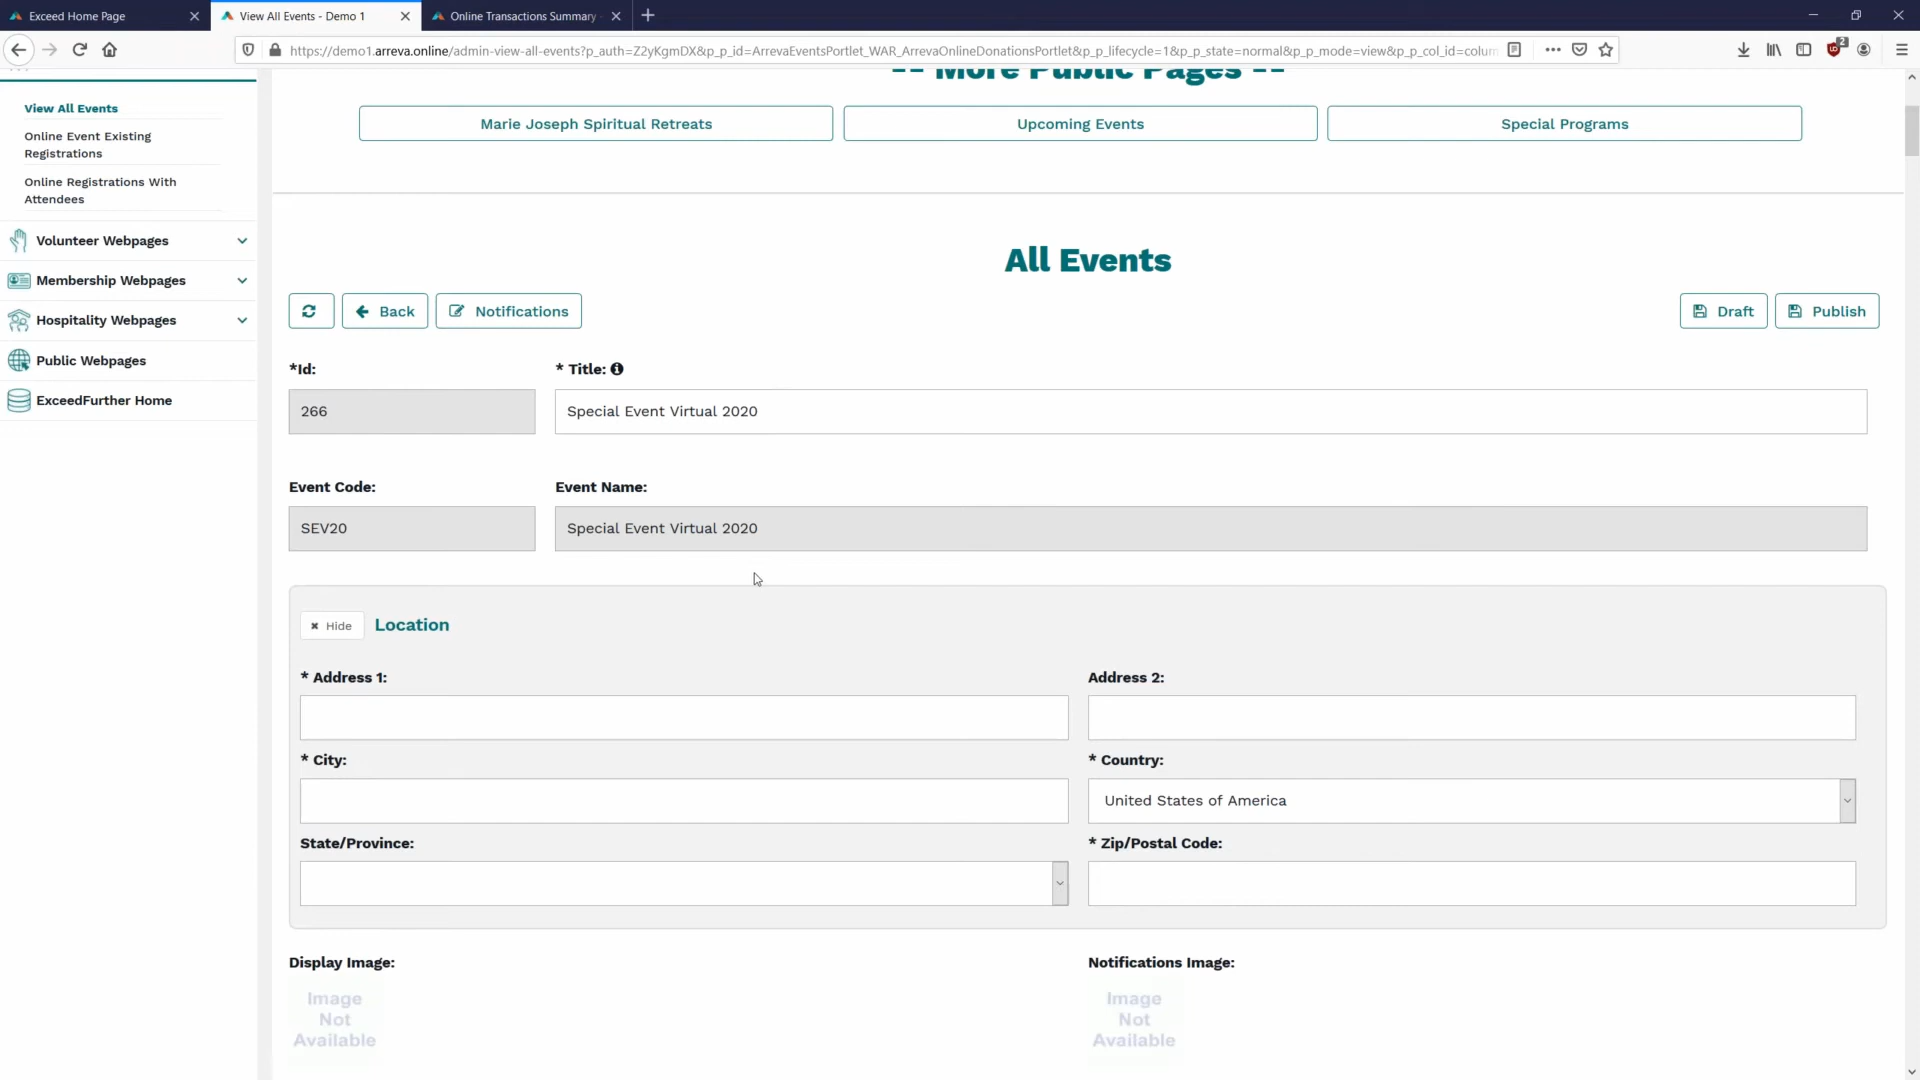 Exceed Home Page
View All Events - Demo 1
Online Transactions Summary
https://demo1.arreva.online/admin-view-all-events?p_auth=Z2yKgmDX&p_p_id=ArrevaEventsPortlet_WAR_ArrevaOnlineDonationsPortlet&p_p_lifecycle=1&p_p_state=normal&p_p_mode=view&p_p_col_id=colum
2
-- More Public Pages --
View All Events
Marie Joseph Spiritual Retreats
Upcoming Events
Special Programs
Online Event Existing
Registrations
Online Registrations With
Attendees
Volunteer Webpages
Membership Webpages
Hospitality Webpages
Public Webpages
ExceedFurther Home
All Events
Back
Notifications
Draft
Publish
*Id:
* Title:
266
Special Event Virtual 2020
Event Code:
Event Name:
SEV20
Special Event Virtual 2020
Hide
Location
* Address 1:
Address 2:
* City:
* Country:
United States of America
State/Province:
* Zip/Postal Code:
Display Image:
Notifications Image:
Image
Not
Available
Image
Not
Available